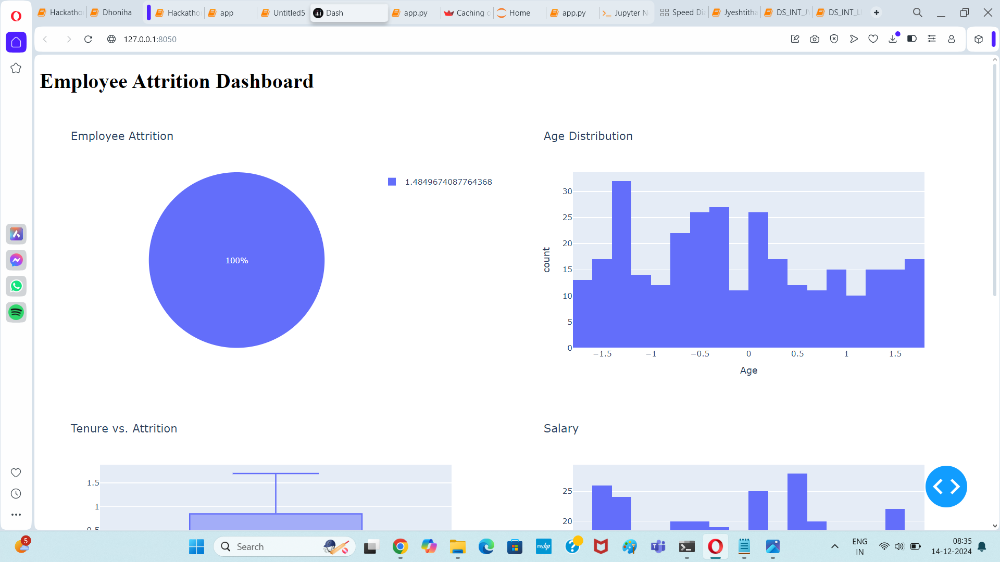 Hackatho
Dhoniha
Hackatho
app
Untitled5
Dash
app.py
Caching o
Home
app.py
Jupyter N
Speed Di
Jyeshtitha
DS_INT_J
DS_INT_L
127.0.0.1:8050
Employee Attrition Dashboard
Employee Attrition
1.4849674087764368
100%
Age Distribution
30
25
20
15
10
5
0
count
−1.5 −1 −0.5 0 0.5 1 1.5
Age
Tenure vs. Attrition
1.5
1
0.5
Salary
25
20
5
Search
myhp
ENG
IN
08:35
14-12-2024